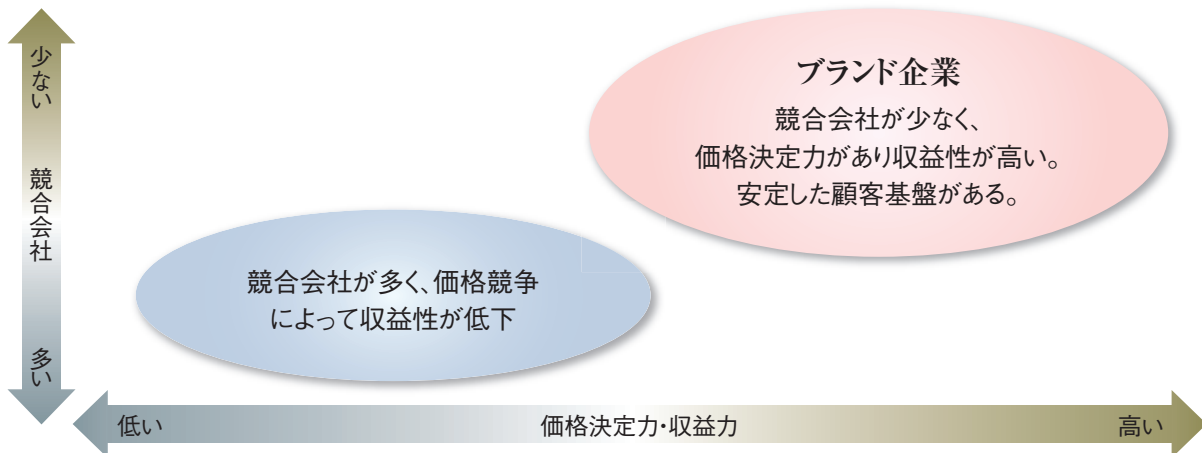 少ない
競合会社
多い
ブランド企業
競合会社が少なく、
価格決定力があり収益性が高い。
安定した顧客基盤がある。
競合会社が多く、価格競争
によって収益性が低下
低い
価格決定力・収益力
高い